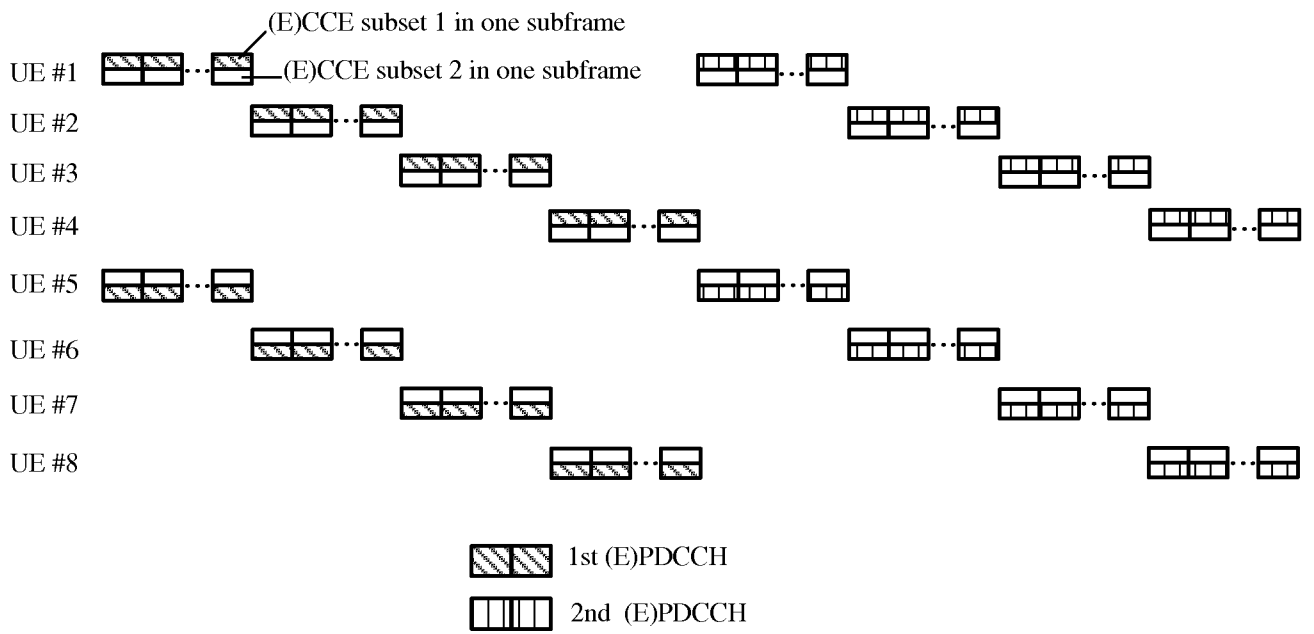 (E)CCE subset 1 in one subframe
UE #1
(E)CCE subset 2 in one subframe
UE #2
UE #3
UE #4
UE #5
UE #6
UE #7
UE #8
1st (E)PDCCH
2nd (E)PDCCH